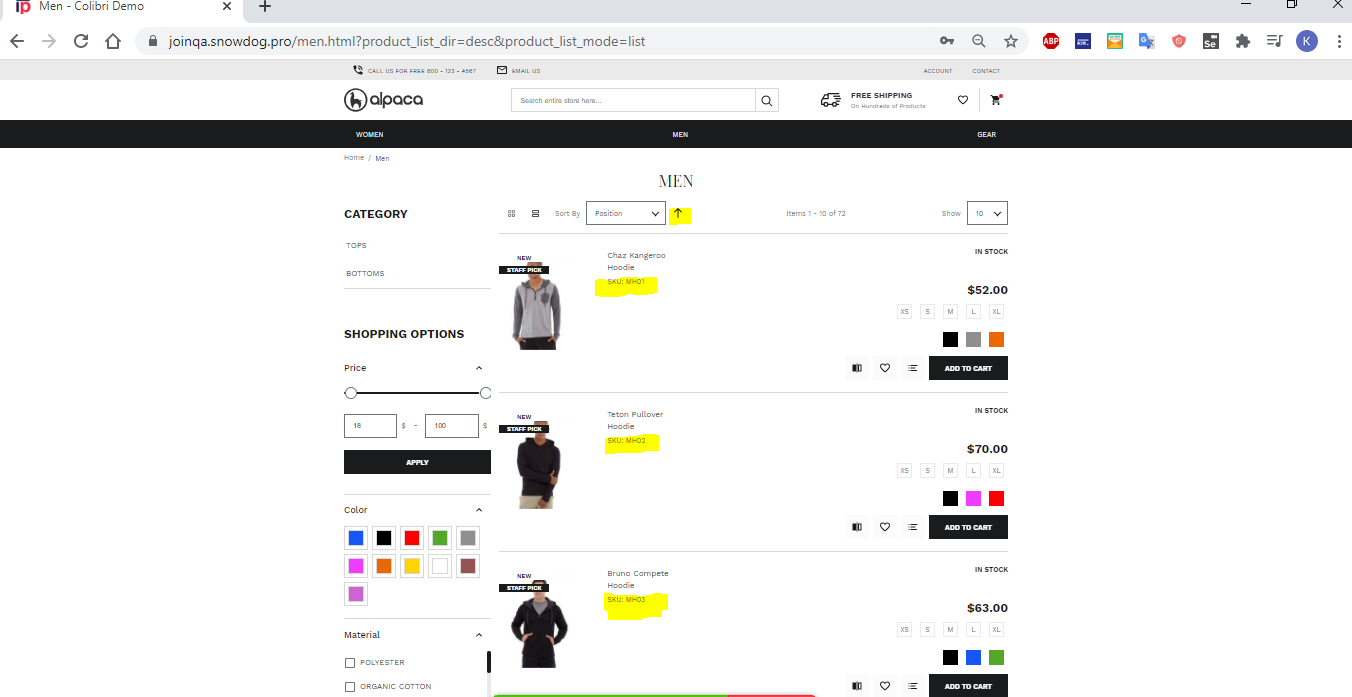 Men - Colibri Demo
joinqa.snowdog.pro/men.html?product_list_dir=desc&product_list_mode=list
ABP
Se
K
CALL US FOR FREE 800 - 123 - 4567
EMAIL US
ACCOUNT
CONTACT
alpaca
Search entire store here...
FREE SHIPPING
On Hundreds of Products
WOMEN
MEN
GEAR
Home / Men
MEN
CATEGORY
TOPS
BOTTOMS
SHOPPING OPTIONS
Price
18 $ - 100 $
APPLY
Color
Material
POLYESTER
ORGANIC COTTON
Sort By Position
Items 1 - 10 of 72
Show 10
NEW
STAFF PICK
Chaz Kangeroo
Hoodie
SKU: MH01
IN STOCK
$52.00
XS S M L XL
ADD TO CART
NEW
STAFF PICK
Teton Pullover
Hoodie
SKU: MH02
IN STOCK
$70.00
XS S M L XL
ADD TO CART
NEW
STAFF PICK
Bruno Compete
Hoodie
SKU: MH03
IN STOCK
$63.00
XS S M L XL
ADD TO CART